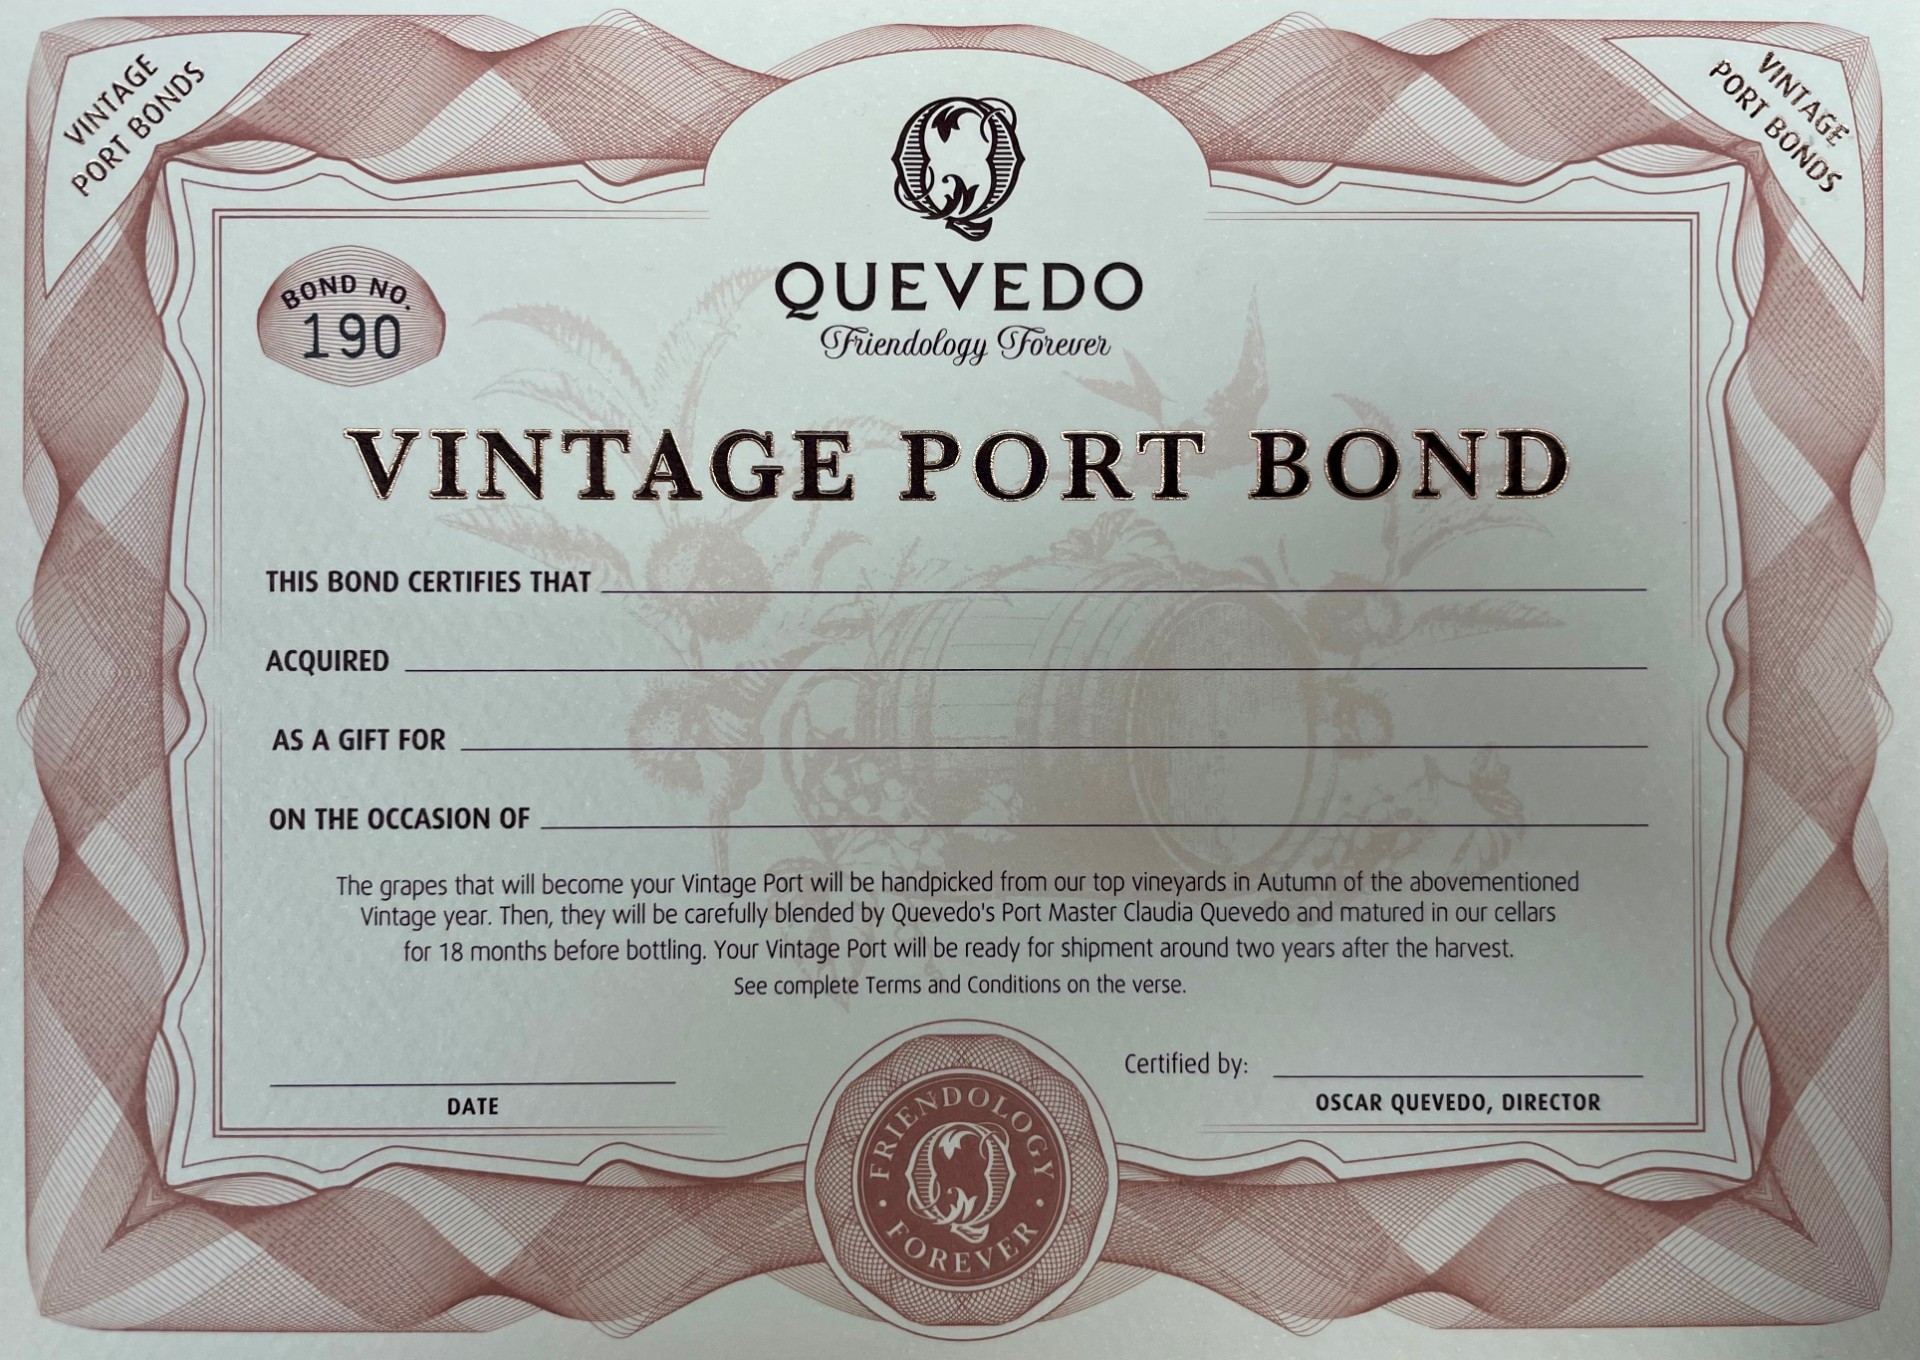 VINTAGE
PORT BONDS
VINTAGE
PORT BONDS
Q
QUEVEDO
Friendology Forever
BOND NO.
190
VINTAGE PORT BOND
THIS BOND CERTIFIES THAT
ACQUIRED
AS A GIFT FOR
ON THE OCCASION OF
The grapes that will become your Vintage Port will be handpicked from our top vineyards in Autumn of the abovementioned
Vintage year. Then, they will be carefully blended by Quevedo's Port Master Claudia Quevedo and matured in our cellars
for 18 months before bottling. Your Vintage Port will be ready for shipment around two years after the harvest.
See complete Terms and Conditions on the verse.
Certified by:
DATE
OSCAR QUEVEDO, DIRECTOR
FRIENDOLOGY
Q
FOREVER